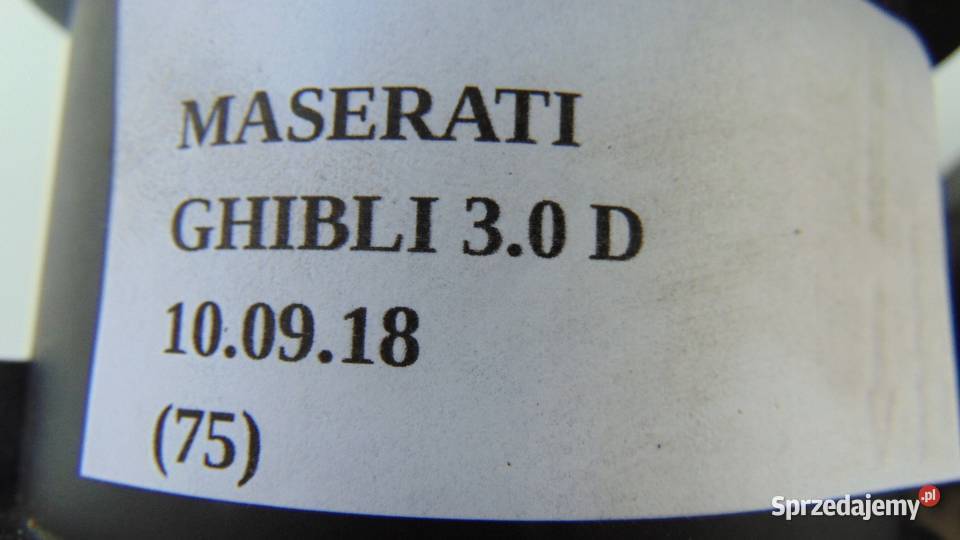 MASERATI
GHIBLI 3.0 D
10.09.18
(75)
Sprzedajemy.pl